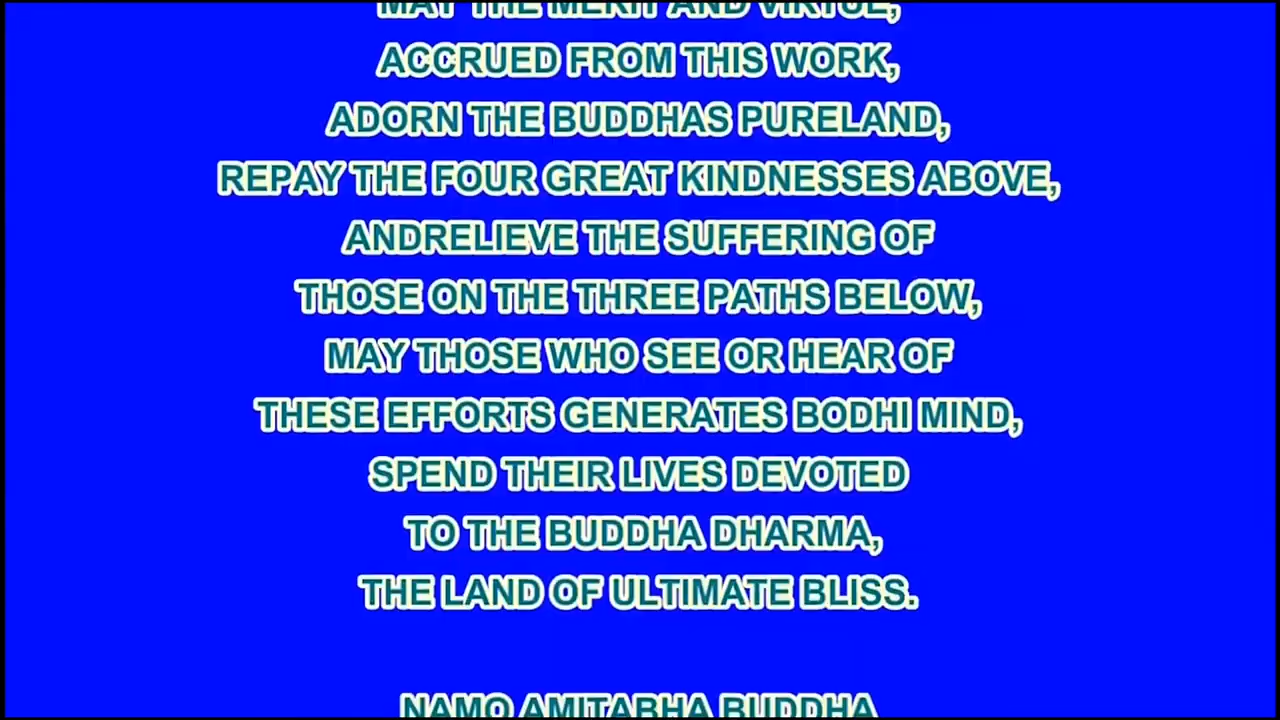 MAY THE MERIT AND VIRTUE,
ACCRUED FROM THIS WORK,
ADORN THE BUDDHAS PURELAND,
REPAY THE FOUR GREAT KINDNESSES ABOVE,
ANDRELIEVE THE SUFFERING OF
THOSE ON THE THREE PATHS BELOW,
MAY THOSE WHO SEE OR HEAR OF
THESE EFFORTS GENERATES BODHI MIND,
SPEND THEIR LIVES DEVOTED
TO THE BUDDHA DHARMA,
THE LAND OF ULTIMATE BLISS.
NAMO AMITABHA BUDDHA